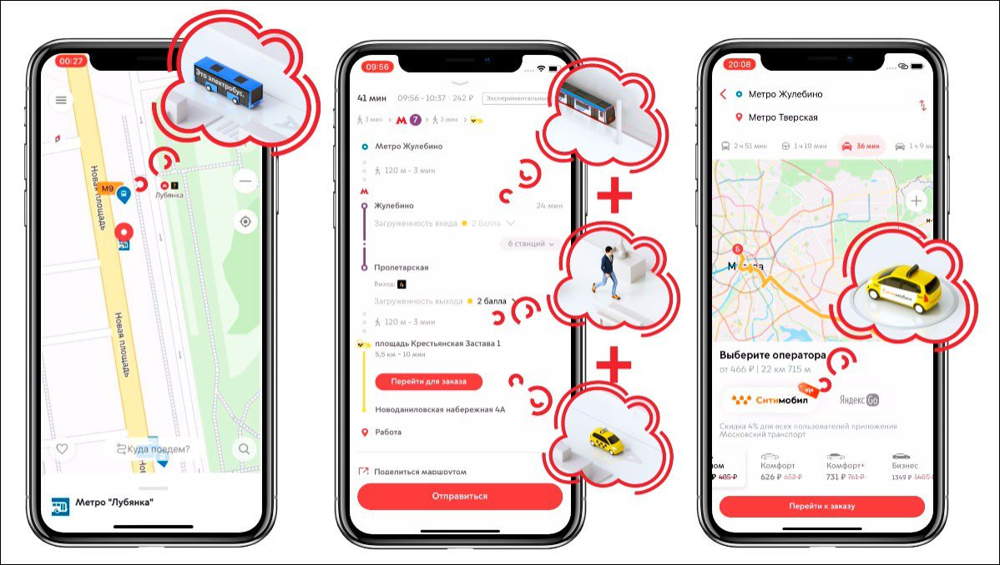 00:27
Это электробус.
М9
7
Лубянка
Новая площадь
Новая площадь
Куда поедем?
Метро "Лубянка"
09:56
41 мин 09:56 - 10:37 242 ₽ Экспериментальны
3 мин > М 7 > 3 мин >
Метро Жулебино
120 м - 3 мин
М
Жулебино 24 мин
Загруженность входа 2 балла
6 станций
Пролетарская
Выход: 4
Загруженность выхода 2 балла
120 м - 3 мин
площадь Крестьянская Застава 1
5,5 км - 10 мин
Перейти для заказа
Новоданиловская набережная 4А
Работа
Поделиться маршрутом
Отправиться
20:08
Метро Жулебино
Метро Тверская
2 ч 51 мин 1 ч 10 мин 36 мин 1 ч 9 м
Б
Ситимобил
Выберите оператора
от 466 ₽ | 22 км 715 м
Ситимобил Яндекс Go
Скидка 4% для всех пользователей приложения
Московский транспорт
ном Комфорт Комфорт+ Бизнес
₽ 485 ₽ 626 ₽ 652 ₽ 731 ₽ 761 ₽ 1349 ₽ 1405
Перейти к заказу